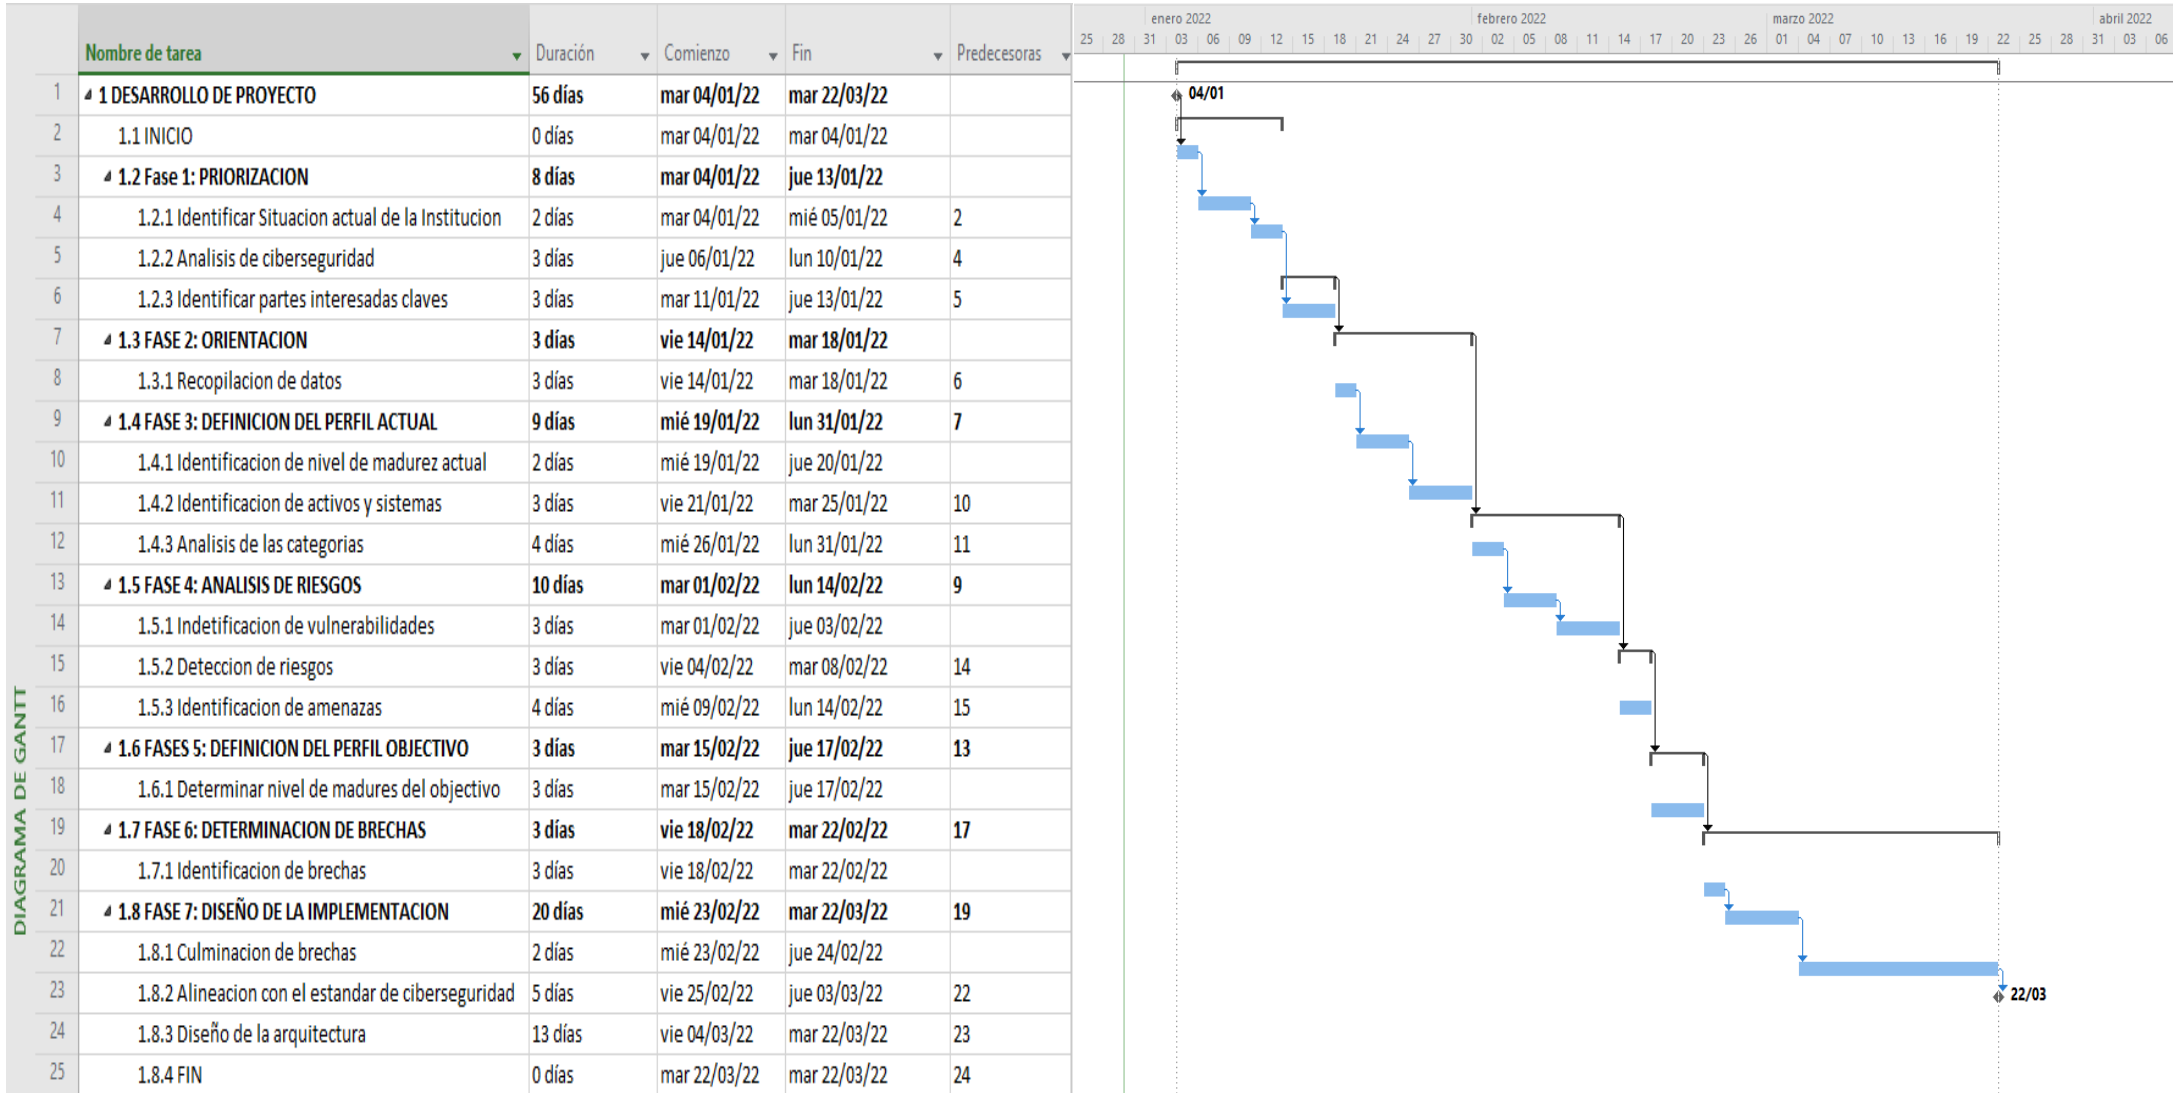 DIAGRAMA DE GANTT
Nombre de tarea Duración Comienzo Fin Predecesoras
1 1 DESARROLLO DE PROYECTO 56 días mar 04/01/22 mar 22/03/22
2 1.1 INICIO 0 días mar 04/01/22 mar 04/01/22
3 1.2 Fase 1: PRIORIZACION 8 días mar 04/01/22 jue 13/01/22
4 1.2.1 Identificar Situacion actual de la Institucion 2 días mar 04/01/22 mié 05/01/22 2
5 1.2.2 Analisis de ciberseguridad 3 días jue 06/01/22 lun 10/01/22 4
6 1.2.3 Identificar partes interesadas claves 3 días mar 11/01/22 jue 13/01/22 5
7 1.3 FASE 2: ORIENTACION 3 días vie 14/01/22 mar 18/01/22
8 1.3.1 Recopilacion de datos 3 días vie 14/01/22 mar 18/01/22 6
9 1.4 FASE 3: DEFINICION DEL PERFIL ACTUAL 9 días mié 19/01/22 lun 31/01/22 7
10 1.4.1 Identificacion de nivel de madurez actual 2 días mié 19/01/22 jue 20/01/22
11 1.4.2 Identificacion de activos y sistemas 3 días vie 21/01/22 mar 25/01/22 10
12 1.4.3 Analisis de las categorias 4 días mié 26/01/22 lun 31/01/22 11
13 1.5 FASE 4: ANALISIS DE RIESGOS 10 días mar 01/02/22 lun 14/02/22 9
14 1.5.1 Indetificacion de vulnerabilidades 3 días mar 01/02/22 jue 03/02/22
15 1.5.2 Deteccion de riesgos 3 días vie 04/02/22 mar 08/02/22 14
16 1.5.3 Identificacion de amenazas 4 días mié 09/02/22 lun 14/02/22 15
17 1.6 FASES 5: DEFINICION DEL PERFIL OBJECTIVO 3 días mar 15/02/22 jue 17/02/22 13
18 1.6.1 Determinar nivel de madures del objectivo 3 días mar 15/02/22 jue 17/02/22
19 1.7 FASE 6: DETERMINACION DE BRECHAS 3 días vie 18/02/22 mar 22/02/22 17
20 1.7.1 Identificacion de brechas 3 días vie 18/02/22 mar 22/02/22
21 1.8 FASE 7: DISEÑO DE LA IMPLEMENTACION 20 días mié 23/02/22 mar 22/03/22 19
22 1.8.1 Culminacion de brechas 2 días mié 23/02/22 jue 24/02/22
23 1.8.2 Alineacion con el estandar de ciberseguridad 5 días vie 25/02/22 jue 03/03/22 22
24 1.8.3 Diseño de la arquitectura 13 días vie 04/03/22 mar 22/03/22 23
25 1.8.4 FIN 0 días mar 22/03/22 mar 22/03/22 24
enero 2022 febrero 2022 marzo 2022 abril 2022
25 28 31 03 06 09 12 15 18 21 24 27 30 02 05 08 11 14 17 20 23 26 01 04 07 10 13 16 19 22 25 28 31 03 06
04/01
22/03